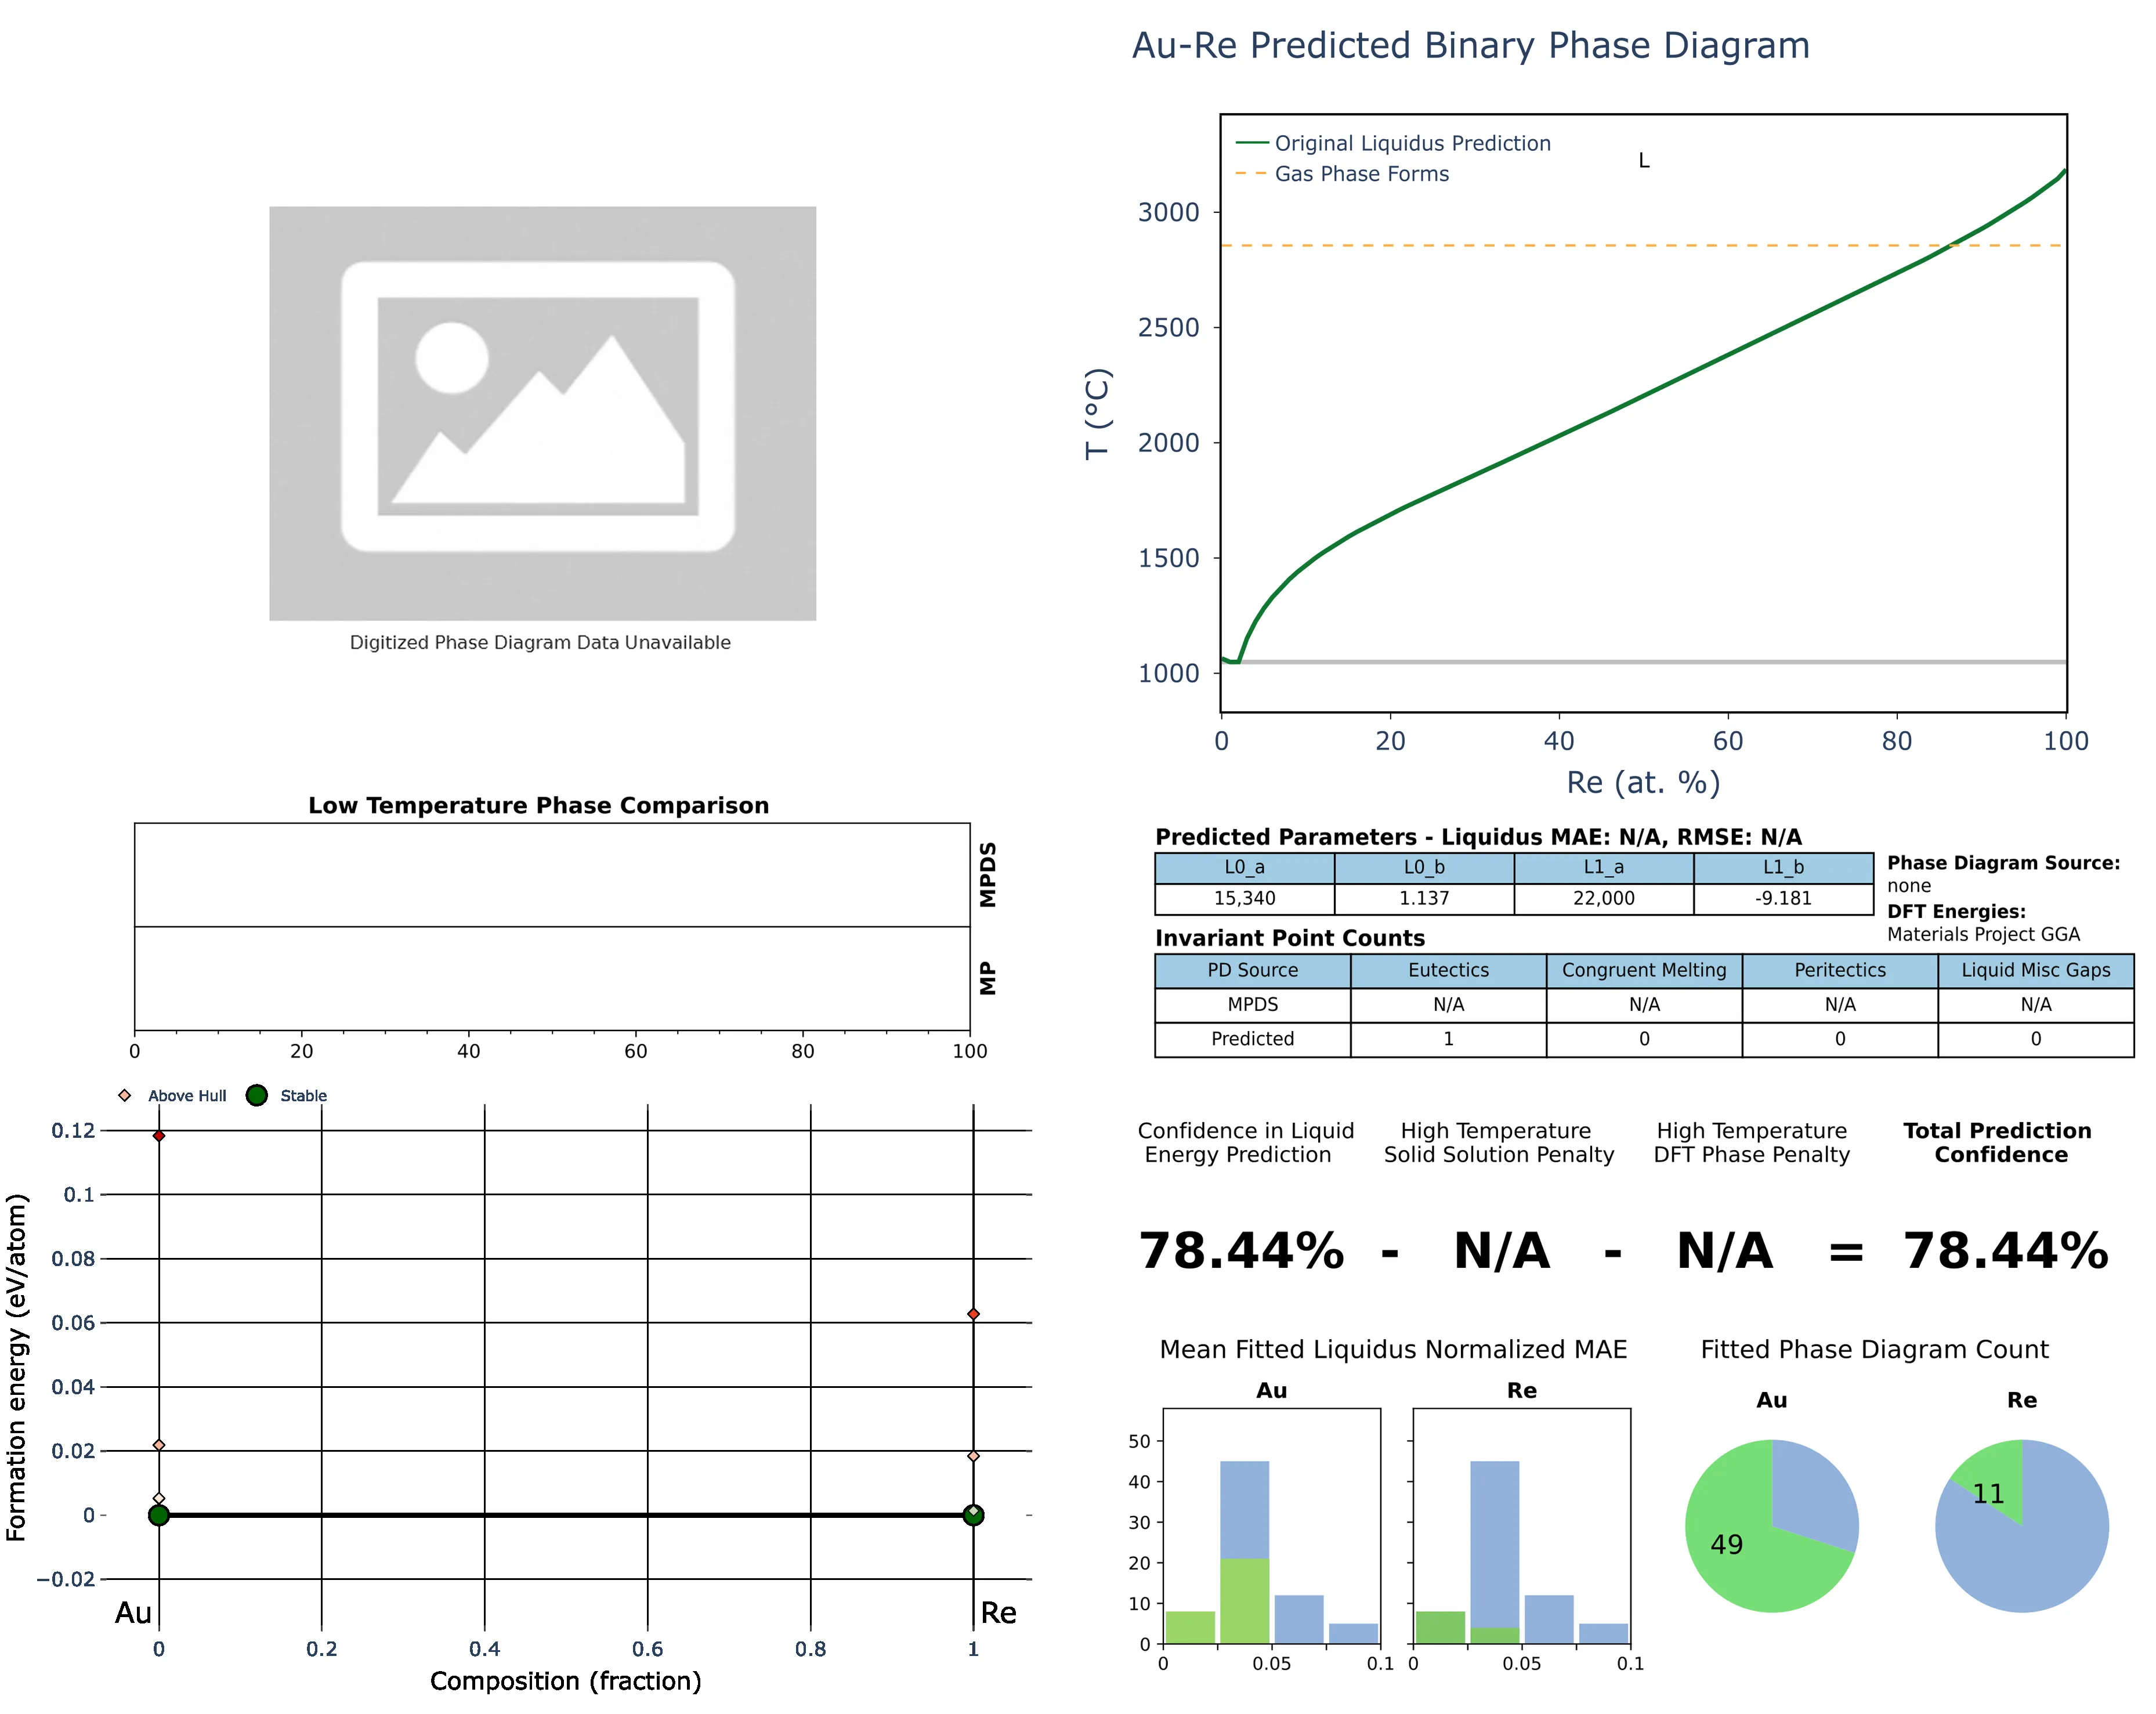 Au-Re Predicted Binary Phase Diagram
Original Liquidus Prediction
Gas Phase Forms
L
3000
2500
2000
1500
1000
T (°C)
0 20 40 60 80 100
Re (at. %)
Digitized Phase Diagram Data Unavailable
Low Temperature Phase Comparison
MPDS
MP
0 20 40 60 80 100
Predicted Parameters - Liquidus MAE: N/A, RMSE: N/A
L0_a L0_b L1_a L1_b
15,340 1.137 22,000 -9.181
Phase Diagram Source:
none
DFT Energies:
Materials Project GGA
Invariant Point Counts
PD Source Eutectics Congruent Melting Peritectics Liquid Misc Gaps
MPDS N/A N/A N/A N/A
Predicted 1 0 0 0
Above Hull Stable
0.12
0.1
0.08
0.06
0.04
0.02
0
−0.02
Formation energy (eV/atom)
Au Re
0 0.2 0.4 0.6 0.8 1
Composition (fraction)
Confidence in Liquid
Energy Prediction
High Temperature
Solid Solution Penalty
High Temperature
DFT Phase Penalty
Total Prediction
Confidence
78.44% - N/A - N/A = 78.44%
Mean Fitted Liquidus Normalized MAE
Au Re
50
40
30
20
10
0
0 0.05 0.1 0 0.05 0.1
Fitted Phase Diagram Count
Au Re
49 11